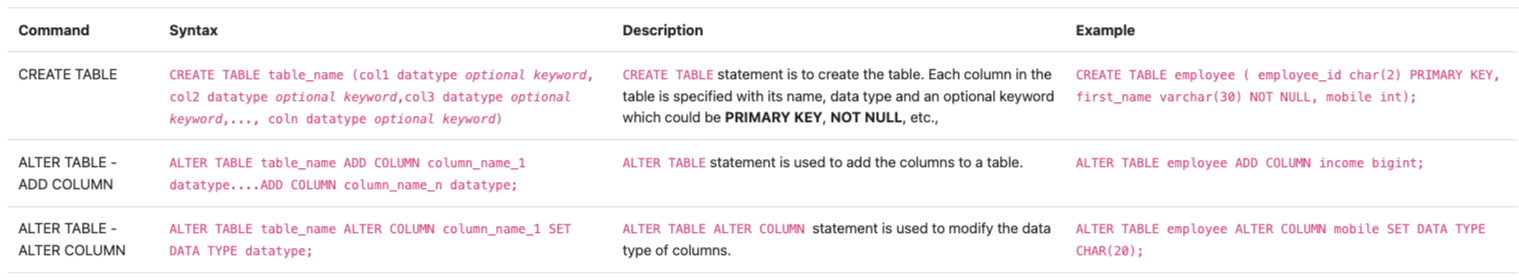 Command Syntax Description Example
CREATE TABLE
CREATE TABLE table_name (col1 datatype optional keyword,
col2 datatype optional keyword,col3 datatype optional
keyword,..., coln datatype optional keyword)
CREATE TABLE statement is to create the table. Each column in the
table is specified with its name, data type and an optional keyword
which could be PRIMARY KEY, NOT NULL, etc.,
CREATE TABLE employee ( employee_id char(2) PRIMARY KEY,
first_name varchar(30) NOT NULL, mobile int);
ALTER TABLE -
ADD COLUMN
ALTER TABLE table_name ADD COLUMN column_name_1
datatype....ADD COLUMN column_name_n datatype;
ALTER TABLE statement is used to add the columns to a table.
ALTER TABLE employee ADD COLUMN income bigint;
ALTER TABLE -
ALTER COLUMN
ALTER TABLE table_name ALTER COLUMN column_name_1 SET
DATA TYPE datatype;
ALTER TABLE ALTER COLUMN statement is used to modify the data
type of columns.
ALTER TABLE employee ALTER COLUMN mobile SET DATA TYPE
CHAR(20);